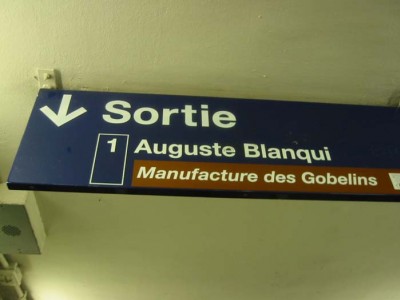 Sortie
1 Auguste Blanqui
Manufacture des Gobelins